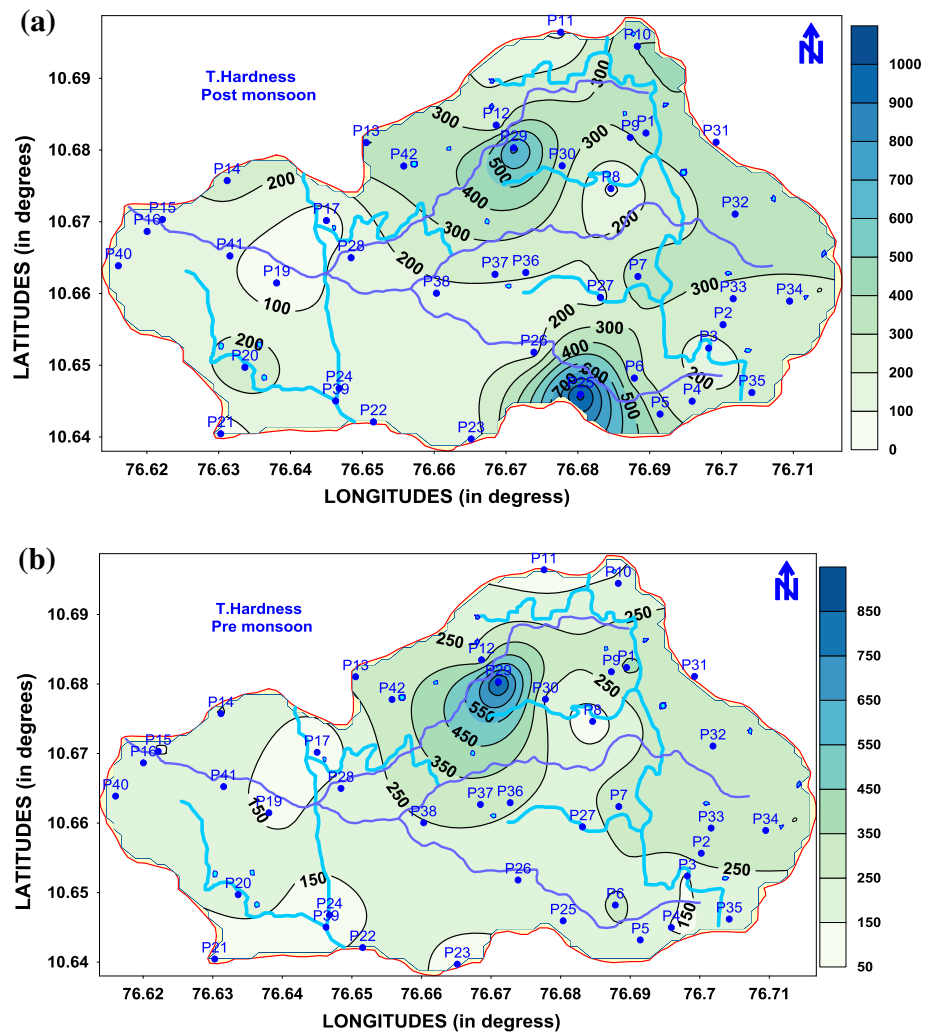 (a)
T.Hardness
Post monsoon
N
P11
P10
300
10.69
300
P12
P13
P9
P1
P31
P29
300
10.68
P42
P30
500
P14
200
P8
400
P32
10.67
P15
P17
200
P16
300
P41
P28
P40
200
P37
P36
P7
P19
10.66
P38
P27
300
P33
P34
100
200
P2
P26
300
P3
10.65
200
400
P20
600
P6
200
P24
700
P25
P35
P39
500
P5
P4
10.64
P21
P22
P23
76.62 76.63 76.64 76.65 76.66 76.67 76.68 76.69 76.7 76.71
LONGITUDES (in degress)
LATITUDES (in degrees)
1000
900
800
700
600
500
400
300
200
100
0
(b)
T.Hardness
Pre monsoon
N
P11
P10
10.69
250
250
P12
P9
P1
P13
P29
P31
10.68
P42
P30
250
P14
550
P8
450
P32
10.67
P15
P17
P16
350
P41
P28
P40
250
P37
P36
P7
150
P19
10.66
P38
P27
P33
P34
P2
250
P26
P3
10.65
P20
150
P6
P24
150
P39
P25
P4
P35
P5
P22
10.64
P21
P23
76.62 76.63 76.64 76.65 76.66 76.67 76.68 76.69 76.7 76.71
LONGITUDES (in degress)
LATITUDES (in degrees)
850
750
650
550
450
350
250
150
50